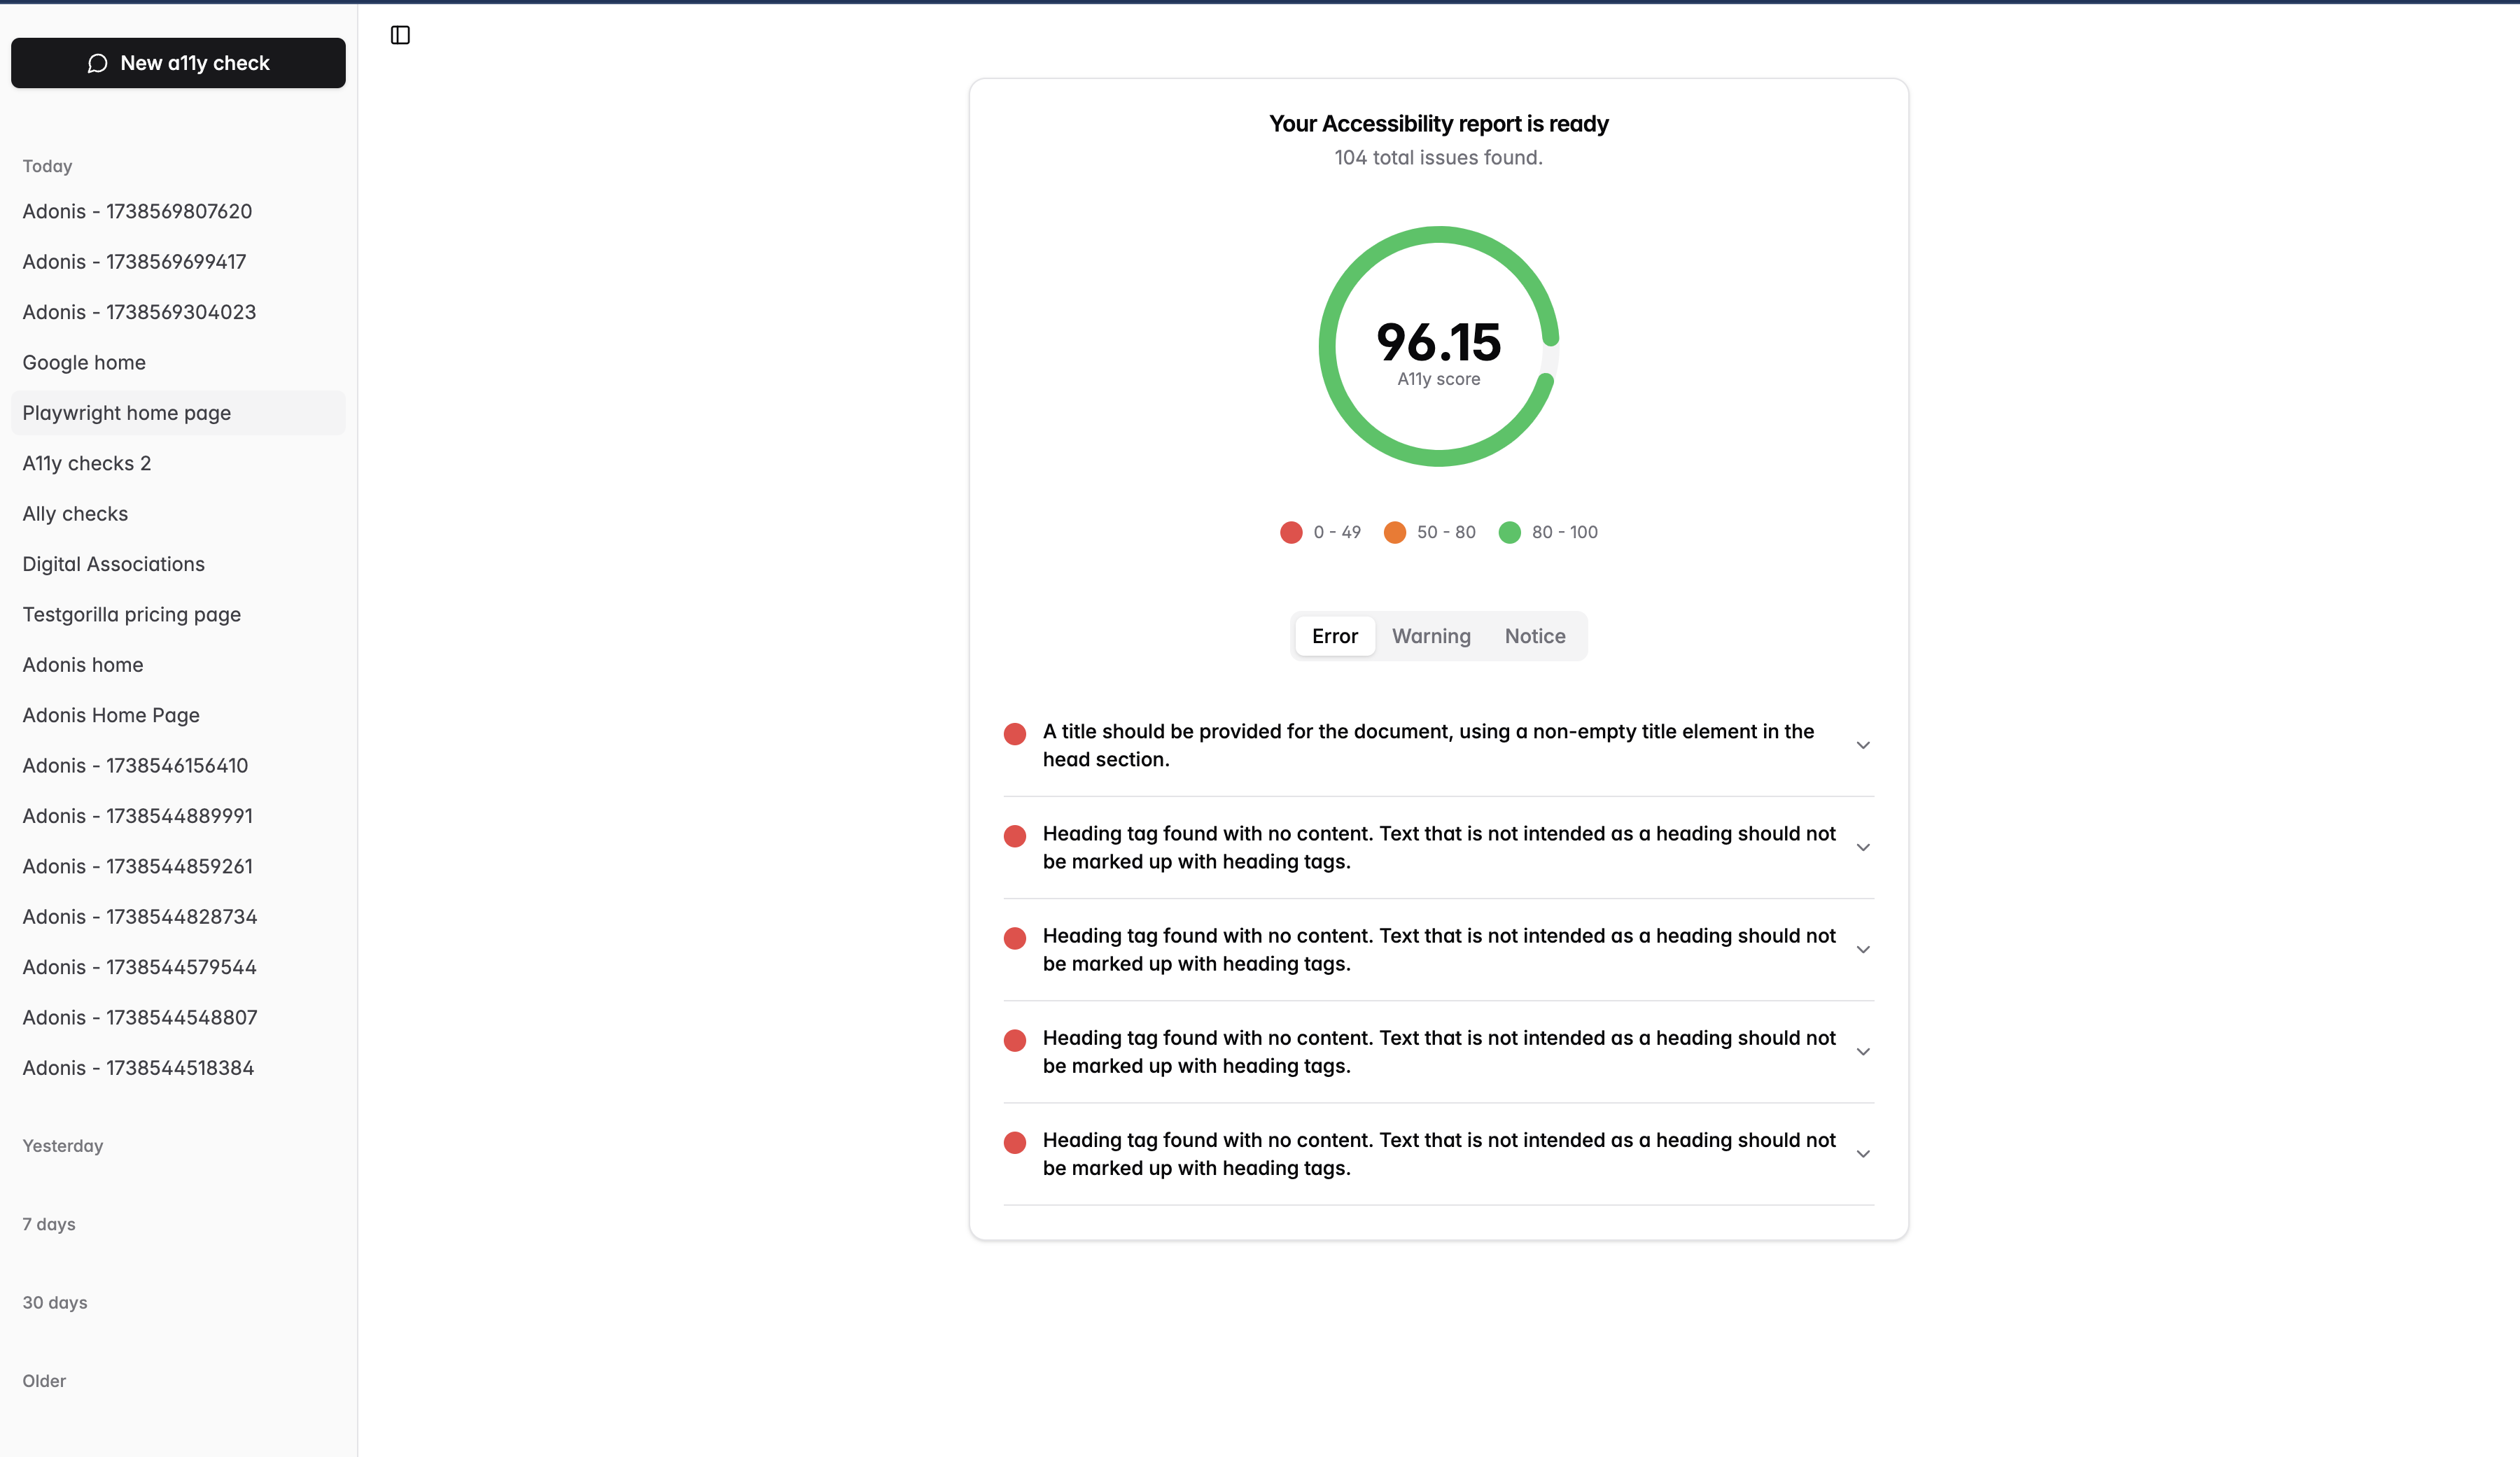 New a11y check
Today
Adonis - 1738569807620
Adonis - 1738569699417
Adonis - 1738569304023
Google home
Playwright home page
A11y checks 2
Ally checks
Digital Associations
Testgorilla pricing page
Adonis home
Adonis Home Page
Adonis - 1738546156410
Adonis - 1738544889991
Adonis - 1738544859261
Adonis - 1738544828734
Adonis - 1738544579544
Adonis - 1738544548807
Adonis - 1738544518384
Yesterday
7 days
30 days
Older
Your Accessibility report is ready
104 total issues found.
96.15
A11y score
0 - 49
50 - 80
80 - 100
Error
Warning
Notice
A title should be provided for the document, using a non-empty title element in the
head section.
Heading tag found with no content. Text that is not intended as a heading should not
be marked up with heading tags.
Heading tag found with no content. Text that is not intended as a heading should not
be marked up with heading tags.
Heading tag found with no content. Text that is not intended as a heading should not
be marked up with heading tags.
Heading tag found with no content. Text that is not intended as a heading should not
be marked up with heading tags.